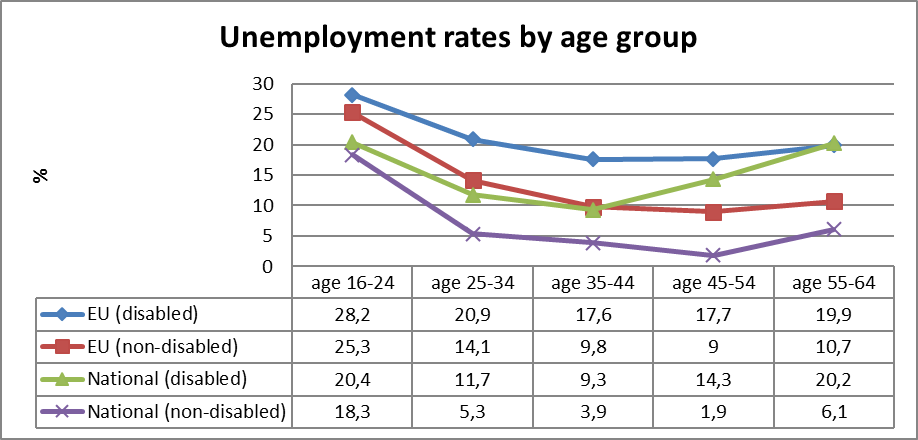 Unemployment rates by age group
%
30
25
20
15
10
5
0
age 16-24 age 25-34 age 35-44 age 45-54 age 55-64
EU (disabled) 28,2 20,9 17,6 17,7 19,9
EU (non-disabled) 25,3 14,1 9,8 9 10,7
National (disabled) 20,4 11,7 9,3 14,3 20,2
National (non-disabled) 18,3 5,3 3,9 1,9 6,1